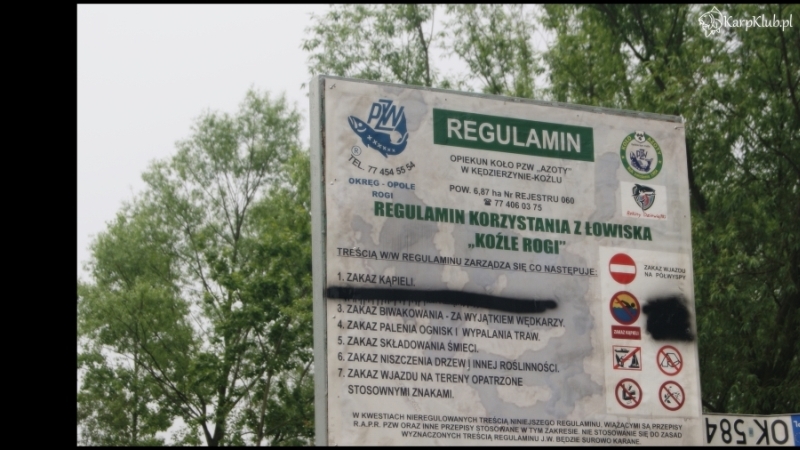 KarpKlub.pl
PZW
REGULAMIN
TEL. 77 454 55 54
OKRĘG - OPOLE
ROGI
OPIEKUN KOŁO PZW „AZOTY"
W KĘDZIERZYNIE-KOŹLU
POW. 6,87 ha Nr REJESTRU 060
☎ 77 406 03 75
REGULAMIN KORZYSTANIA Z ŁOWISKA
„KOŹLE ROGI"
TREŚCIĄ W/W REGULAMINU ZARZĄDZA SIĘ CO NASTĘPUJE:
1. ZAKAZ KĄPIELI.
3. ZAKAZ BIWAKOWANIA - ZA WYJĄTKIEM WĘDKARZY.
4. ZAKAZ PALENIA OGNISK I WYPALANIA TRAW.
5. ZAKAZ SKŁADOWANIA ŚMIECI.
6. ZAKAZ NISZCZENIA DRZEW I INNEJ ROŚLINNOŚCI.
7. ZAKAZ WJAZDU NA TERENY OPATRZONE
STOSOWNYMI ZNAKAMI.
ZAKAZ WJAZDU
NA PÓŁWYSPY
ZAKAZ KĄPIELI
W KWESTIACH NIEREGULOWANYCH TREŚCIĄ NINIEJSZEGO REGULAMINU, WIĄŻĄCYMI SĄ PRZEPISY
R.A.P.R. PZW ORAZ INNE PRZEPISY STOSOWANE W TYM ZAKRESIE. NIE STOSOWANIE SIĘ DO ZASAD
WYZNACZONYCH TREŚCIĄ REGULAMINU J.W. BĘDZIE SUROWO KARANE.
OK 584